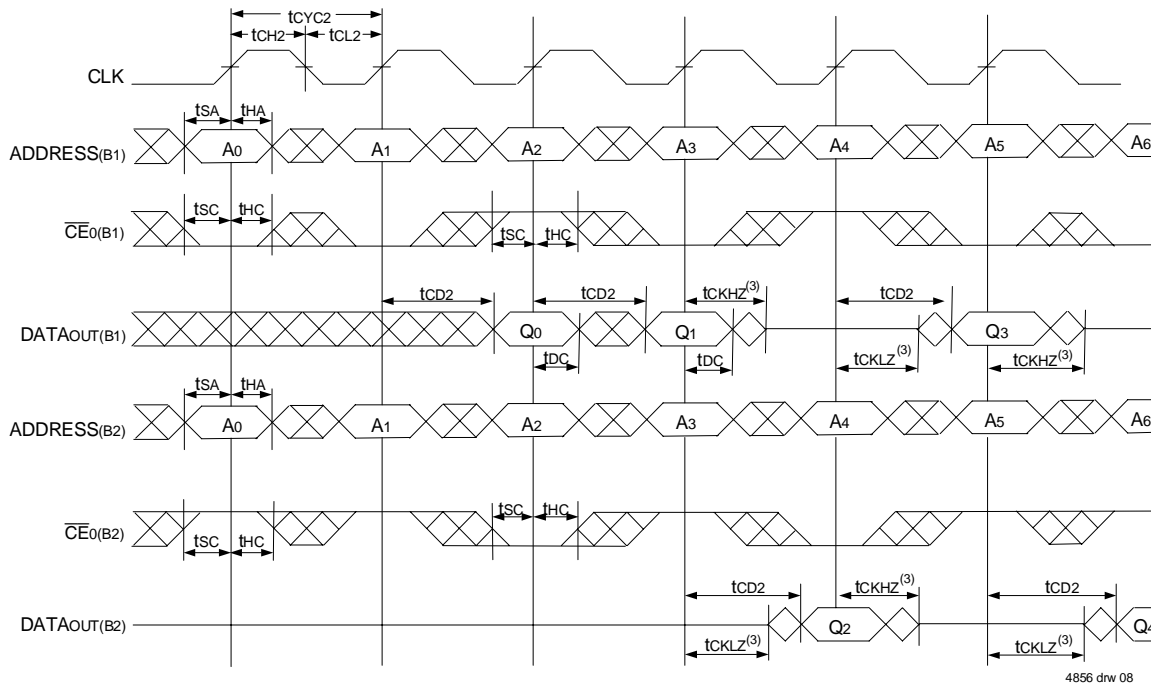 tCYC2
tCH2 tCL2
CLK
tSA tHA
ADDRESS(B1) A0 A1 A2 A3 A4 A5 A6
tSC tHC
CE0(B1)
tSC tHC
tCD2 tCD2 tCKHZ(3) tCD2
DATAOUT(B1) Q0 Q1 Q3
tDC tDC tCKLZ(3) tCKHZ(3)
tSA tHA
ADDRESS(B2) A0 A1 A2 A3 A4 A5 A6
tSC tHC
CE0(B2)
tSC tHC
tCD2 tCKHZ(3) tCD2
DATAOUT(B2) Q2 Q4
tCKLZ(3) tCKLZ(3)
4856 drw 08